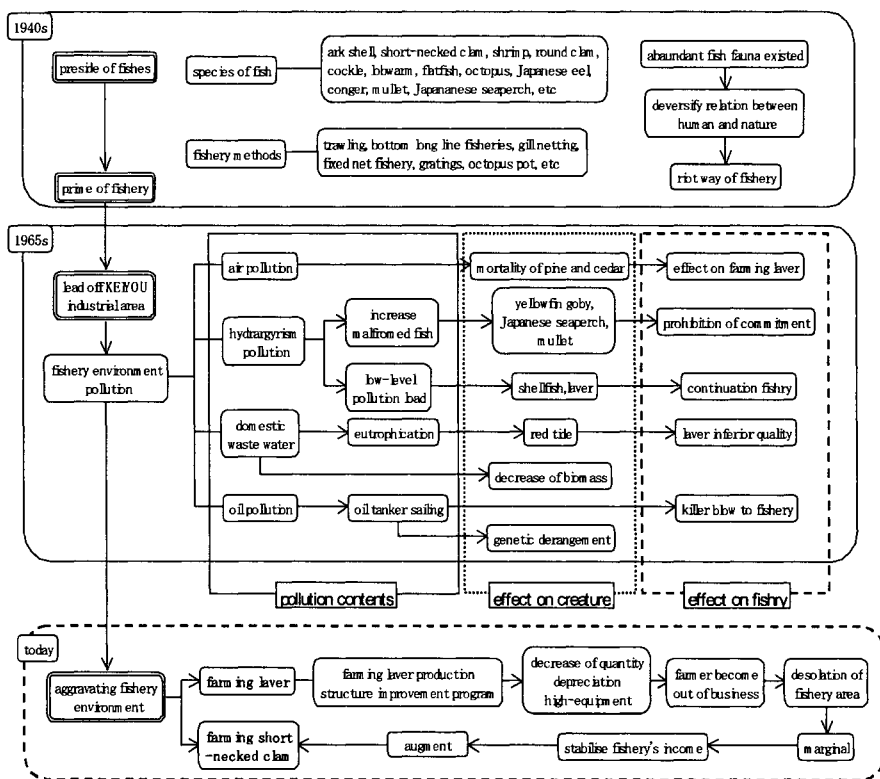 1940s
preside of fishes
species of fish
ark shell, short-necked clam, shrimp, round clam,
cockle, lobwarm, flatfish, octopus, Japanese eel,
conger, mullet, Japananese seaperch, etc
abaundant fish fauna existed
deversify relation between
human and nature
fishery methods
trawling, bottom long line fisheries, gill netting,
fixed net fishery, gratings, octopus pot, etc
riot way of fishery
prime of fishery
1965s
lead off KEIYOU
industrial area
air pollution
mortality of pine and cedar
effect on farming laver
hydrargyrism
pollution
increase
malfromed fish
yellowfin goby,
Japanese seaperch,
mullet
prohibition of commitment
fishery environment
pollution
low-level
pollution load
shellfish, laver
continuation fishry
domestic
waste water
eutrophication
red tide
laver inferior quality
decrease of biomass
oil pollution
oil tanker sailing
killer blow to fishery
genetic derangement
pollution contents
effect on creature
effect on fishry
today
aggravating fishery
environment
farming laver
farming laver production
structure improvement program
decrease of quantity
depreciation
high-equipment
farmer become
out of business
desolation of
fishery area
farming short
-necked clam
augment
stabilise fishery's income
marginal